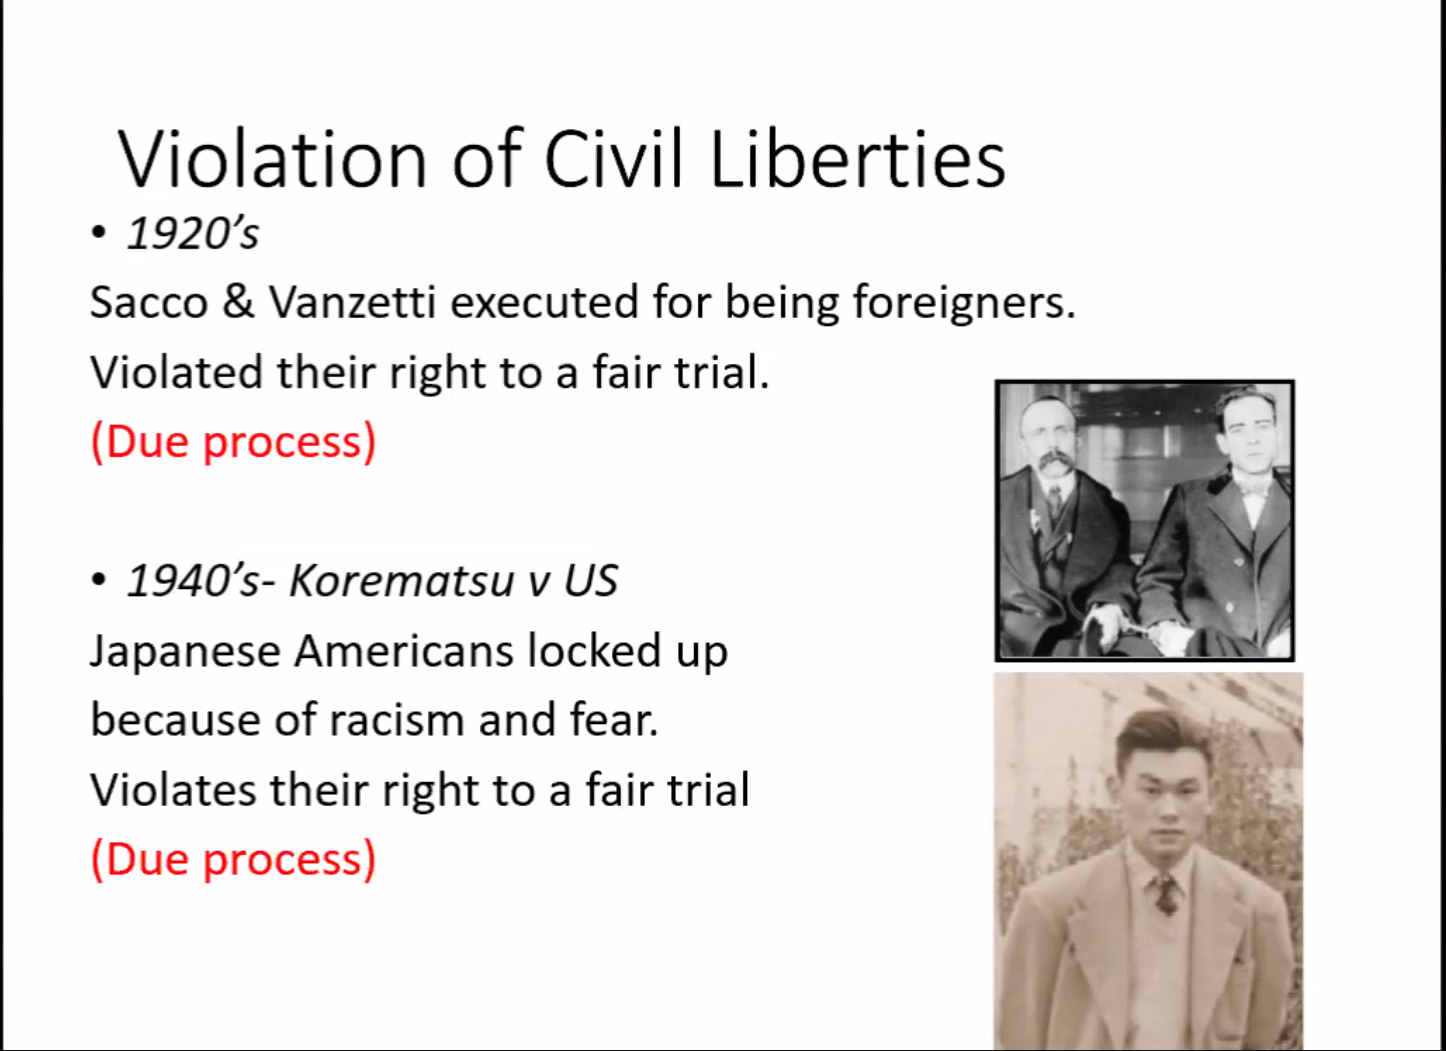 Violation of Civil Liberties
• 1920’s
Sacco & Vanzetti executed for being foreigners.
Violated their right to a fair trial.
(Due process)
• 1940’s- Korematsu v US
Japanese Americans locked up
because of racism and fear.
Violates their right to a fair trial
(Due process)